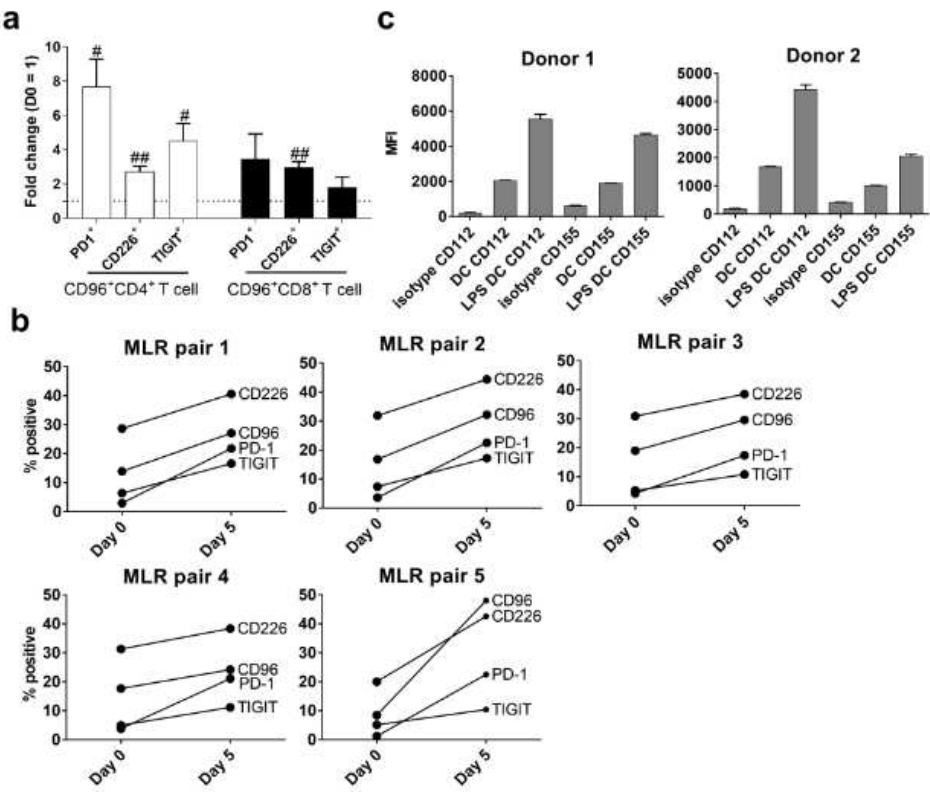 a
10
8
6
4
2
0
Fold change (D0 = 1)
#
##
#
##
PD1+
CD226+
TIGIT+
PD1+
CD226+
TIGIT+
CD96+CD4+ T cell
CD96+CD8+ T cell
c
Donor 1
8000
6000
4000
2000
0
MFI
isotype CD112
DC CD112
LPS DC CD112
isotype CD155
DC CD155
LPS DC CD155
Donor 2
5000
4000
3000
2000
1000
0
isotype CD112
DC CD112
LPS DC CD112
isotype CD155
DC CD155
LPS DC CD155
b
MLR pair 1
50
40
30
20
10
0
% positive
CD226
CD96
PD-1
TIGIT
Day 0
Day 5
MLR pair 2
50
40
30
20
10
0
CD226
CD96
PD-1
TIGIT
Day 0
Day 5
MLR pair 3
50
40
30
20
10
0
CD226
CD96
PD-1
TIGIT
Day 0
Day 5
MLR pair 4
50
40
30
20
10
0
% positive
CD226
CD96
PD-1
TIGIT
Day 0
Day 5
MLR pair 5
50
40
30
20
10
0
CD96
CD226
PD-1
TIGIT
Day 0
Day 5